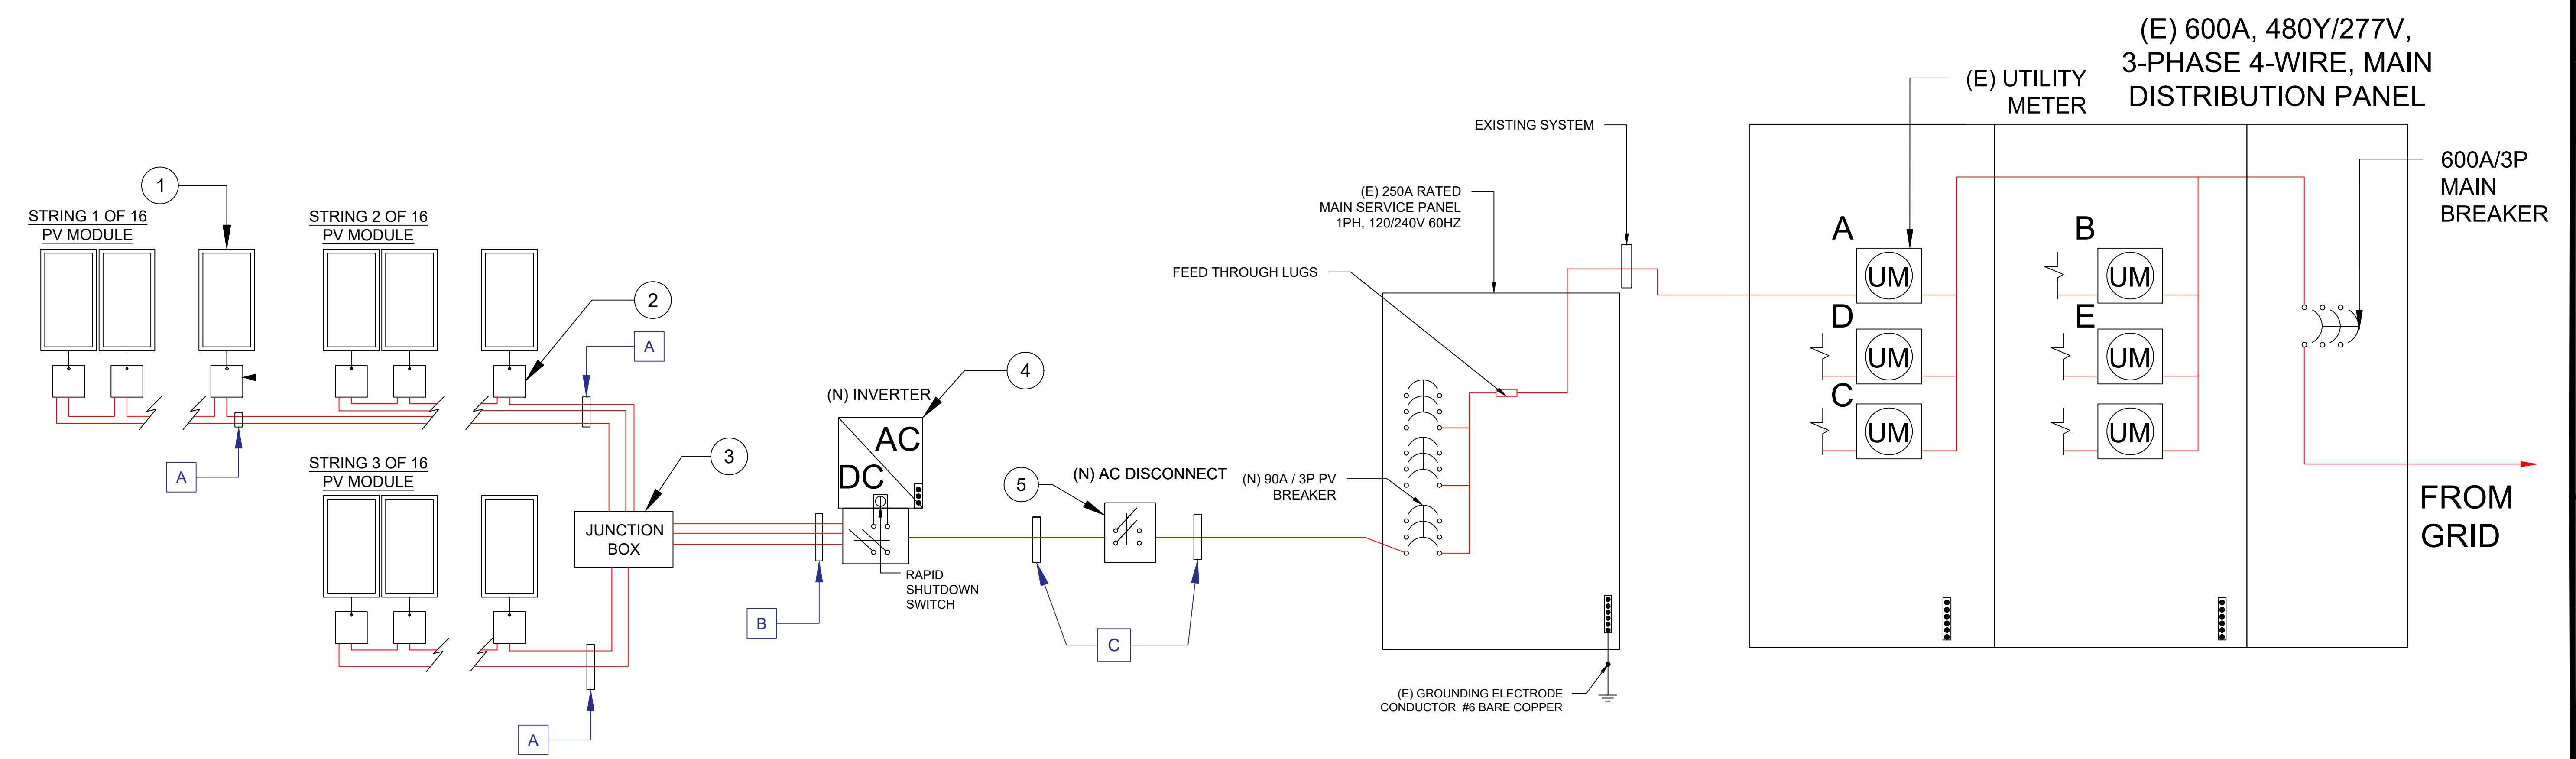 (E) 600A, 480Y/277V,
3-PHASE 4-WIRE, MAIN
DISTRIBUTION PANEL
(E) UTILITY
METER
EXISTING SYSTEM
600A/3P
MAIN
BREAKER
1
(E) 250A RATED
MAIN SERVICE PANEL
1PH, 120/240V 60HZ
STRING 1 OF 16
PV MODULE
STRING 2 OF 16
PV MODULE
A
B
FEED THROUGH LUGS
UM
UM
2
D
E
A
UM
UM
4
(N) INVERTER
C
AC
UM
UM
3
STRING 3 OF 16
PV MODULE
A
DC
5
(N) AC DISCONNECT
(N) 90A / 3P PV
BREAKER
FROM
GRID
JUNCTION
BOX
RAPID
SHUTDOWN
SWITCH
B
C
(E) GROUNDING ELECTRODE
CONDUCTOR #6 BARE COPPER
A